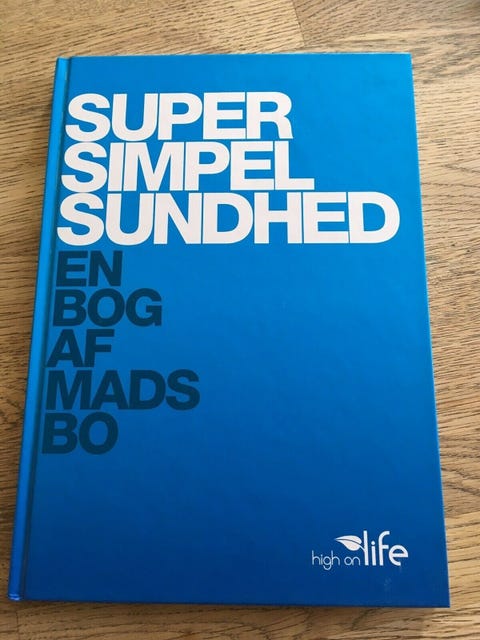 SUPER
SIMPEL
SUNDHED
EN
BOG
AF
MADS
BO
high on life